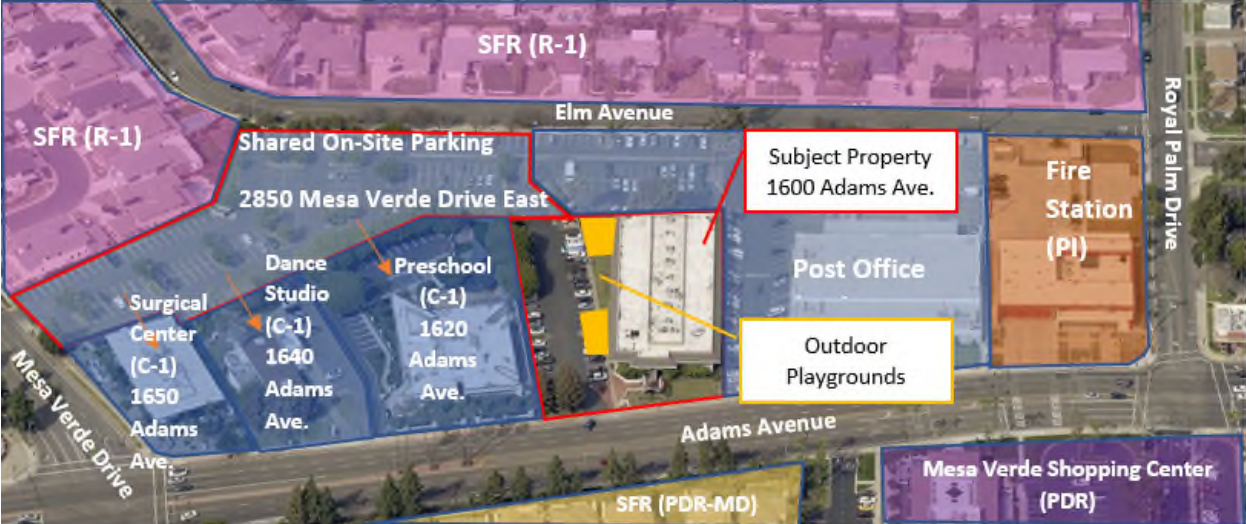 SFR (R-1)
Elm Avenue
SFR (R-1)
Shared On-Site Parking
2850 Mesa Verde Drive East
Subject Property
1600 Adams Ave.
Fire
Station
(PI)
Royal Palm Drive
Surgical
Center
(C-1)
1650
Adams
Ave.
Dance
Studio
(C-1)
1640
Adams
Ave.
Preschool
(C-1)
1620
Adams
Ave.
Post Office
Outdoor
Playgrounds
Mesa Verde Drive
Adams Avenue
SFR (PDR-MD)
Mesa Verde Shopping Center
(PDR)